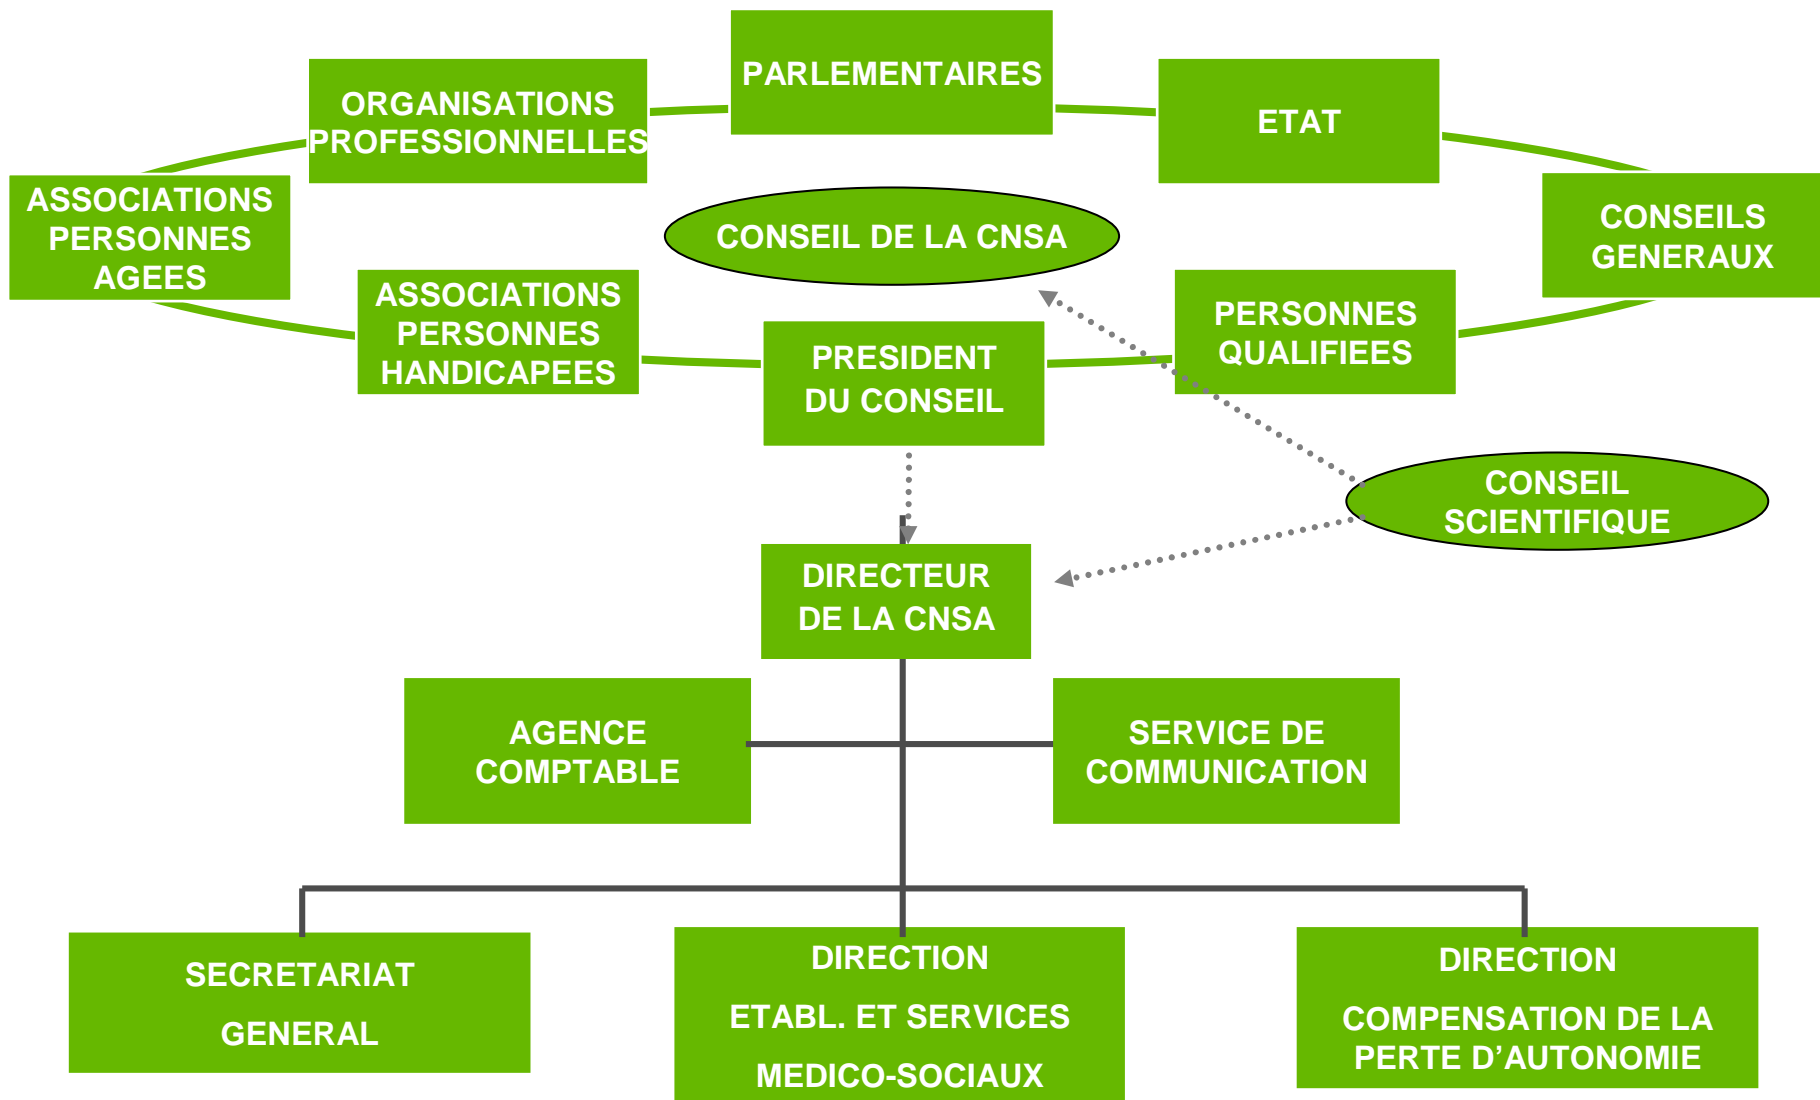 PARLEMENTAIRES
ORGANISATIONS
PROFESSIONNELLES
ETAT
ASSOCIATIONS
PERSONNES
AGEES
CONSEIL DE LA CNSA
CONSEILS
GENERAUX
ASSOCIATIONS
PERSONNES
HANDICAPEES
PRESIDENT
DU CONSEIL
PERSONNES
QUALIFIEES
CONSEIL
SCIENTIFIQUE
DIRECTEUR
DE LA CNSA
AGENCE
COMPTABLE
SERVICE DE
COMMUNICATION
SECRETARIAT
GENERAL
DIRECTION
ETABL. ET SERVICES
MEDICO-SOCIAUX
DIRECTION
COMPENSATION DE LA
PERTE D’AUTONOMIE